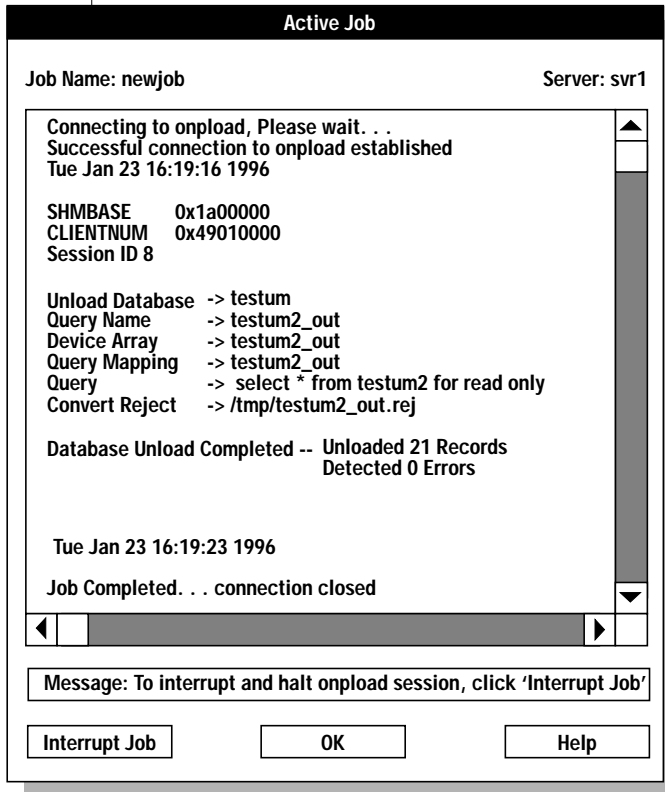 Active Job
Job Name: newjob Server: svr1
Connecting to onpload, Please wait. . .
Successful connection to onpload established
Tue Jan 23 16:19:16 1996
SHMBASE 0x1a00000
CLIENTNUM 0x49010000
Session ID 8
Unload Database -> testum
Query Name -> testum2_out
Device Array -> testum2_out
Query Mapping -> testum2_out
Query -> select * from testum2 for read only
Convert Reject -> /tmp/testum2_out.rej
Database Unload Completed -- Unloaded 21 Records
Detected 0 Errors
Tue Jan 23 16:19:23 1996
Job Completed. . . connection closed
Message: To interrupt and halt onpload session, click ‘Interrupt Job’
Interrupt Job OK Help